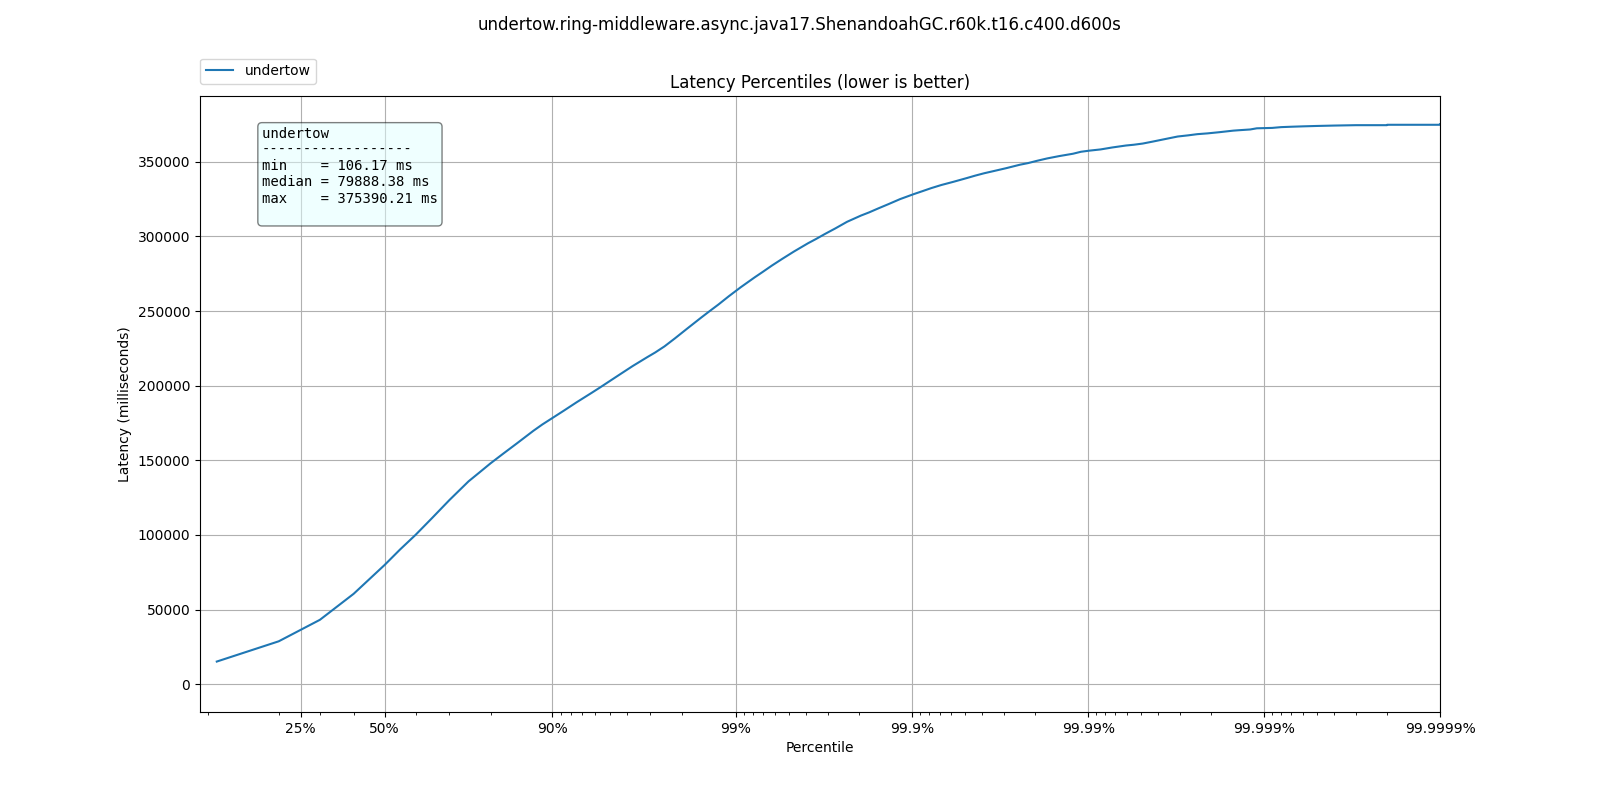 undertow.ring-middleware.async.java17.ShenandoahGC.r60k.t16.c400.d600s
undertow
Latency Percentiles (lower is better)
undertow
------------------
min    = 106.17 ms
median = 79888.38 ms
max    = 375390.21 ms
350000
300000
250000
200000
150000
100000
50000
0
Latency (milliseconds)
25% 50% 90% 99% 99.9% 99.99% 99.999% 99.9999%
Percentile